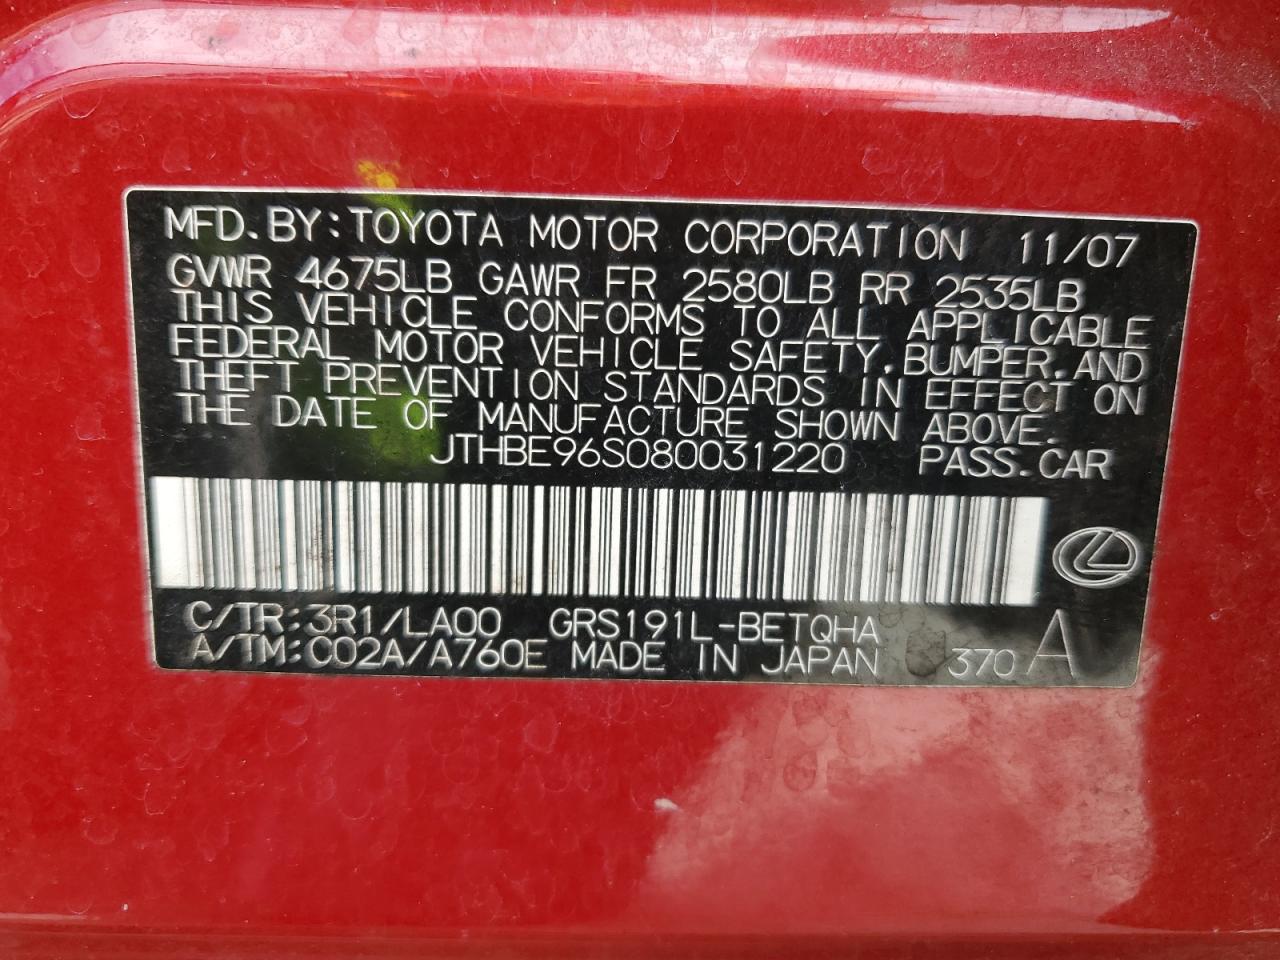 MFD. BY: TOYOTA MOTOR CORPORATION 11/07
GVWR 4675LB GAWR FR 2580LB RR 2535LB
THIS VEHICLE CONFORMS TO ALL APPLICABLE
FEDERAL MOTOR VEHICLE SAFETY, BUMPER, AND
THEFT PREVENTION STANDARDS IN EFFECT ON
THE DATE OF MANUFACTURE SHOWN ABOVE.
JTHBE96S080031220 PASS. CAR
C/TR: 3R1/LA00 GRS191L-BETQHA
A/TM: C02A/A760E MADE IN JAPAN 370 A